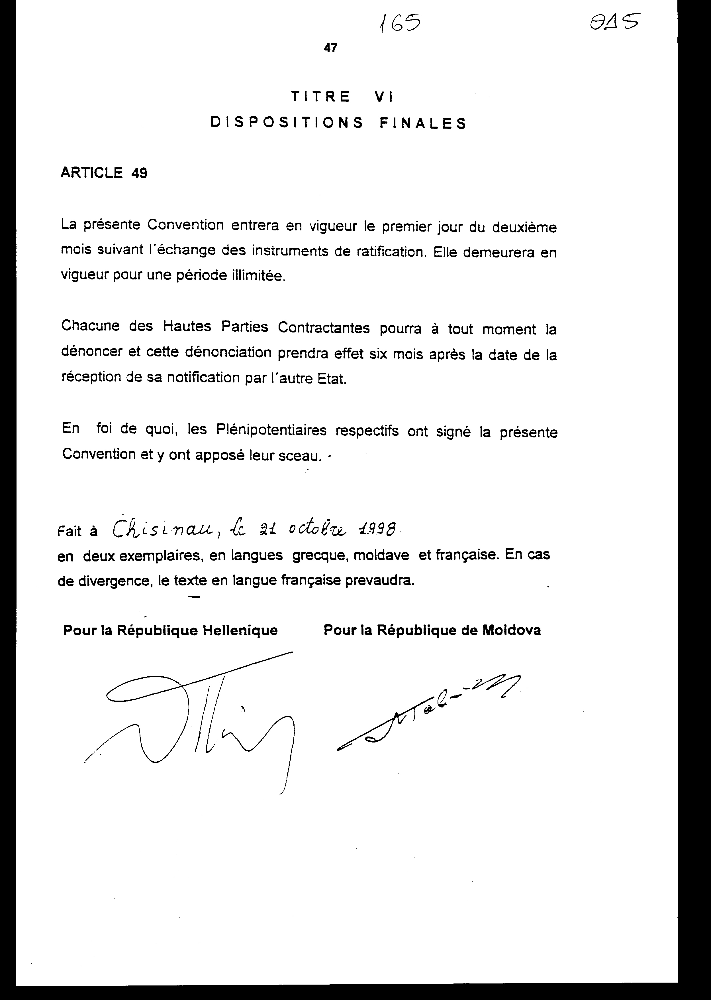 165 015
47
TITRE VI
DISPOSITIONS FINALES
ARTICLE 49
La présente Convention entrera en vigueur le premier jour du deuxième
mois suivant l´échange des instruments de ratification. Elle demeurera en
vigueur pour une période illimitée.
Chacune des Hautes Parties Contractantes pourra à tout moment la
dénoncer et cette dénonciation prendra effet six mois après la date de la
réception de sa notification par l´autre Etat.
En foi de quoi, les Plénipotentiaires respectifs ont signé la présente
Convention et y ont apposé leur sceau. -
Fait à Chisinau, le 21 octobre 1998.
en deux exemplaires, en langues grecque, moldave et française. En cas
de divergence, le texte en langue française prevaudra.
Pour la République Hellenique Pour la République de Moldova